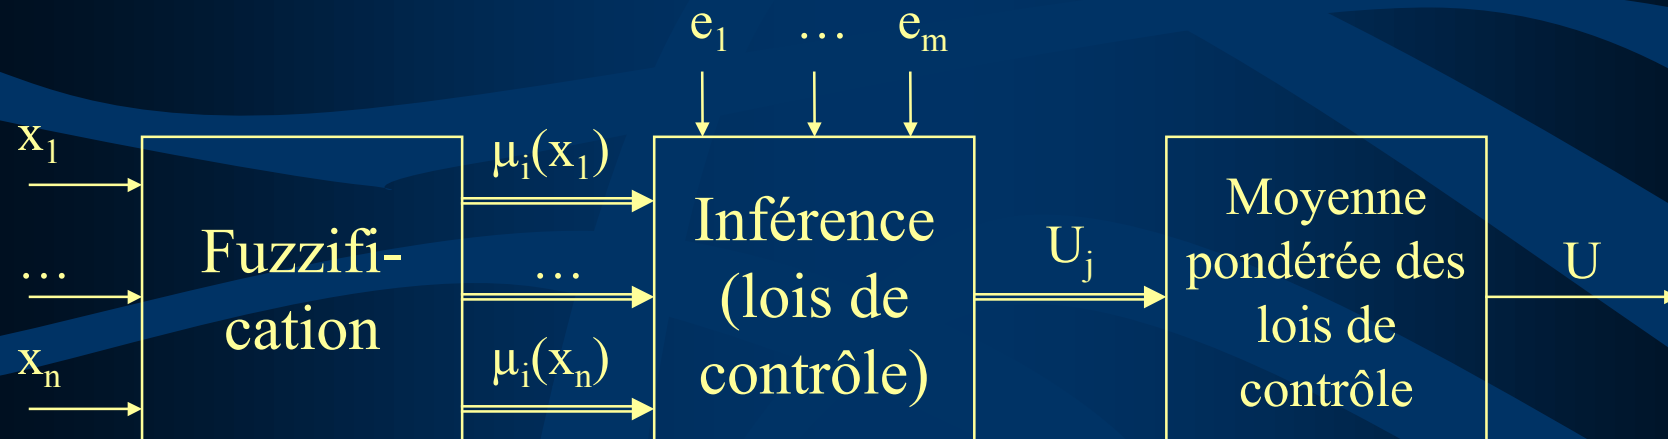 e1 … em
x1
…
xn
Fuzzifi-
cation
μi(x1)
…
μi(xn)
Inférence
(lois de
contrôle)
Uj
Moyenne
pondérée des
lois de
contrôle
U